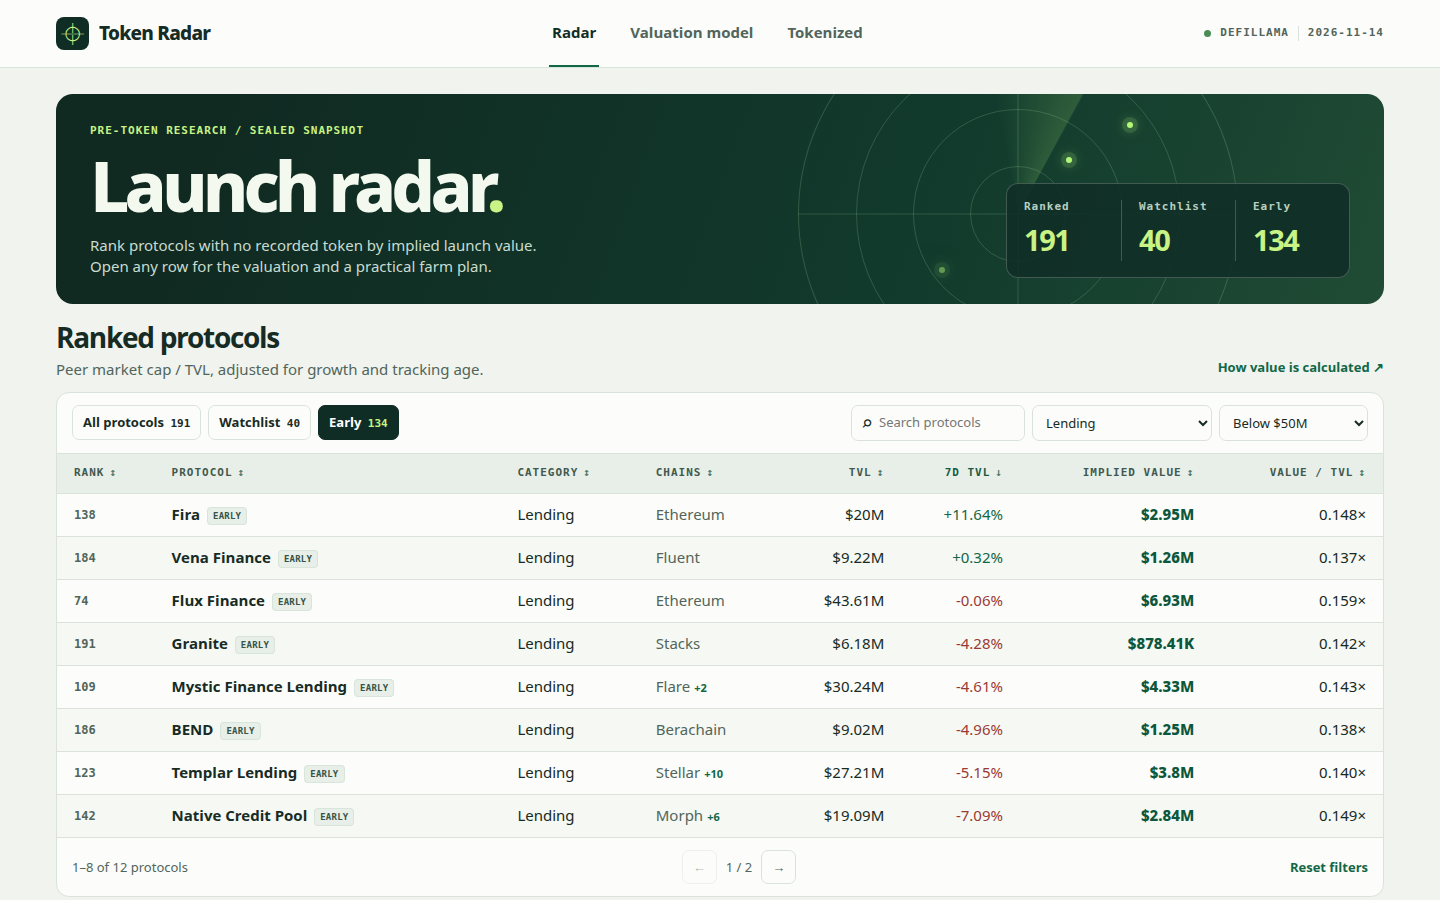 Token Radar
Radar Valuation model Tokenized
DEFILLAMA 2026-11-14
PRE-TOKEN RESEARCH / SEALED SNAPSHOT
Launch radar.
Rank protocols with no recorded token by implied launch value.
Open any row for the valuation and a practical farm plan.
Ranked Watchlist Early
191 40 134
Ranked protocols
Peer market cap / TVL, adjusted for growth and tracking age.
How value is calculated ↗
All protocols 191 Watchlist 40 Early 134
Search protocols Lending Below $50M
RANK ↕ PROTOCOL ↕ CATEGORY ↕ CHAINS ↕ TVL ↕ 7D TVL ↓ IMPLIED VALUE ↕ VALUE / TVL ↕
138 Fira EARLY Lending Ethereum $20M +11.64% $2.95M 0.148×
184 Vena Finance EARLY Lending Fluent $9.22M +0.32% $1.26M 0.137×
74 Flux Finance EARLY Lending Ethereum $43.61M -0.06% $6.93M 0.159×
191 Granite EARLY Lending Stacks $6.18M -4.28% $878.41K 0.142×
109 Mystic Finance Lending EARLY Lending Flare +2 $30.24M -4.61% $4.33M 0.143×
186 BEND EARLY Lending Berachain $9.02M -4.96% $1.25M 0.138×
123 Templar Lending EARLY Lending Stellar +10 $27.21M -5.15% $3.8M 0.140×
142 Native Credit Pool EARLY Lending Morph +6 $19.09M -7.09% $2.84M 0.149×
1–8 of 12 protocols ← 1 / 2 → Reset filters